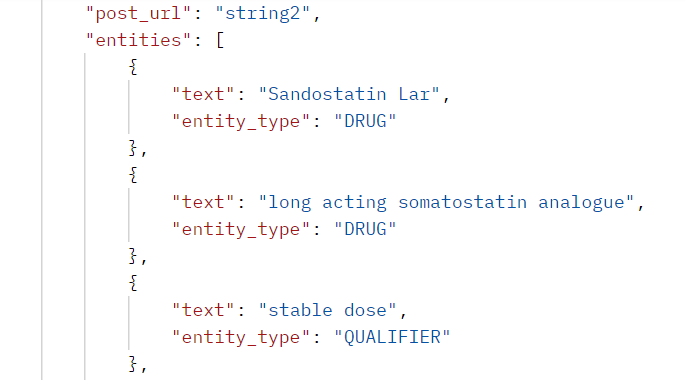 "post_url": "string2",
"entities": [
{
"text": "Sandostatin Lar",
"entity_type": "DRUG"
},
{
"text": "long acting somatostatin analogue",
"entity_type": "DRUG"
},
{
"text": "stable dose",
"entity_type": "QUALIFIER"
},